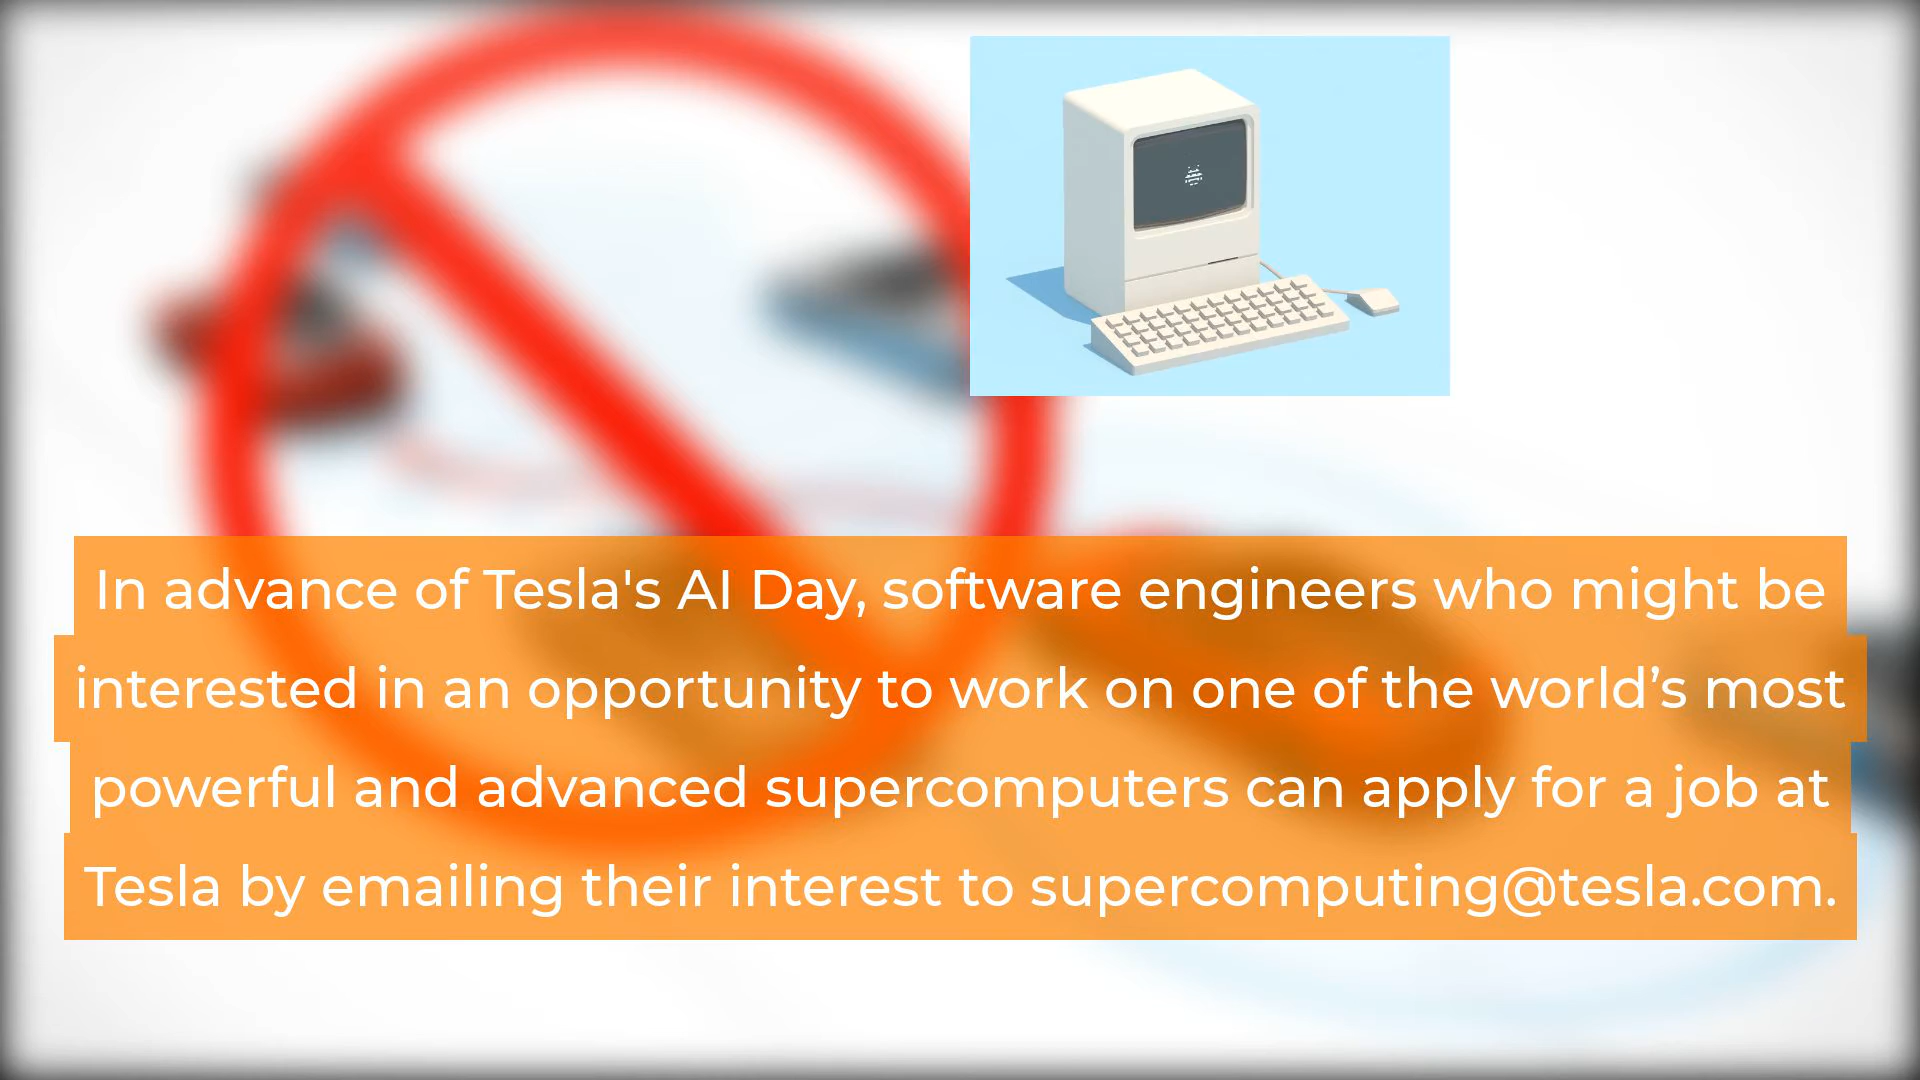 In advance of Tesla's AI Day, software engineers who might be
interested in an opportunity to work on one of the world’s most
powerful and advanced supercomputers can apply for a job at
Tesla by emailing their interest to supercomputing@tesla.com.